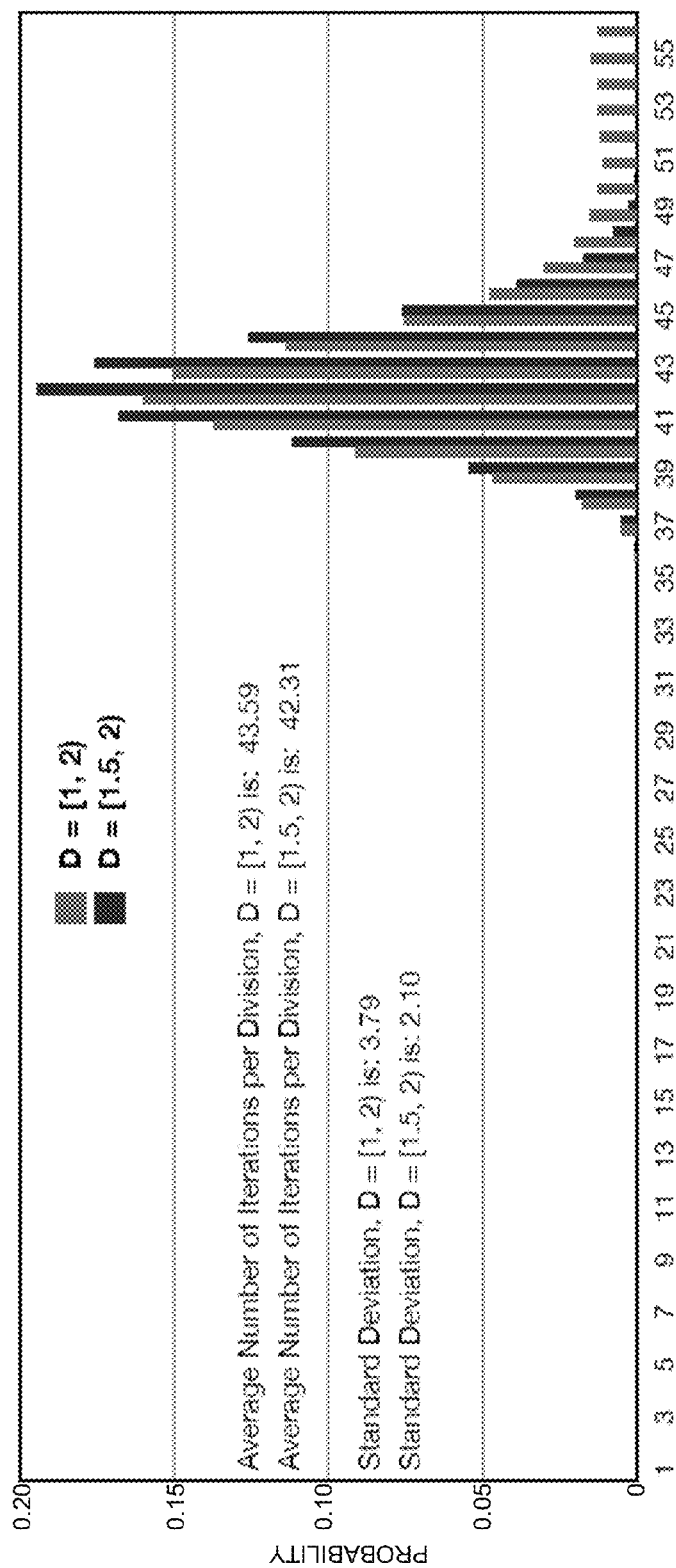 PROBABILITY
0.20
0.15
0.10
0.05
0
D = [1, 2)
D = [1.5, 2)
Average Number of Iterations per Division, D = [1, 2) is: 43.59
Average Number of Iterations per Division, D = [1.5, 2) is: 42.31
Standard Deviation, D = [1, 2) is: 3.79
Standard Deviation, D = [1.5, 2) is: 2.10
1 3 5 7 9 11 13 15 17 19 21 23 25 27 29 31 33 35 37 39 41 43 45 47 49 51 53 55